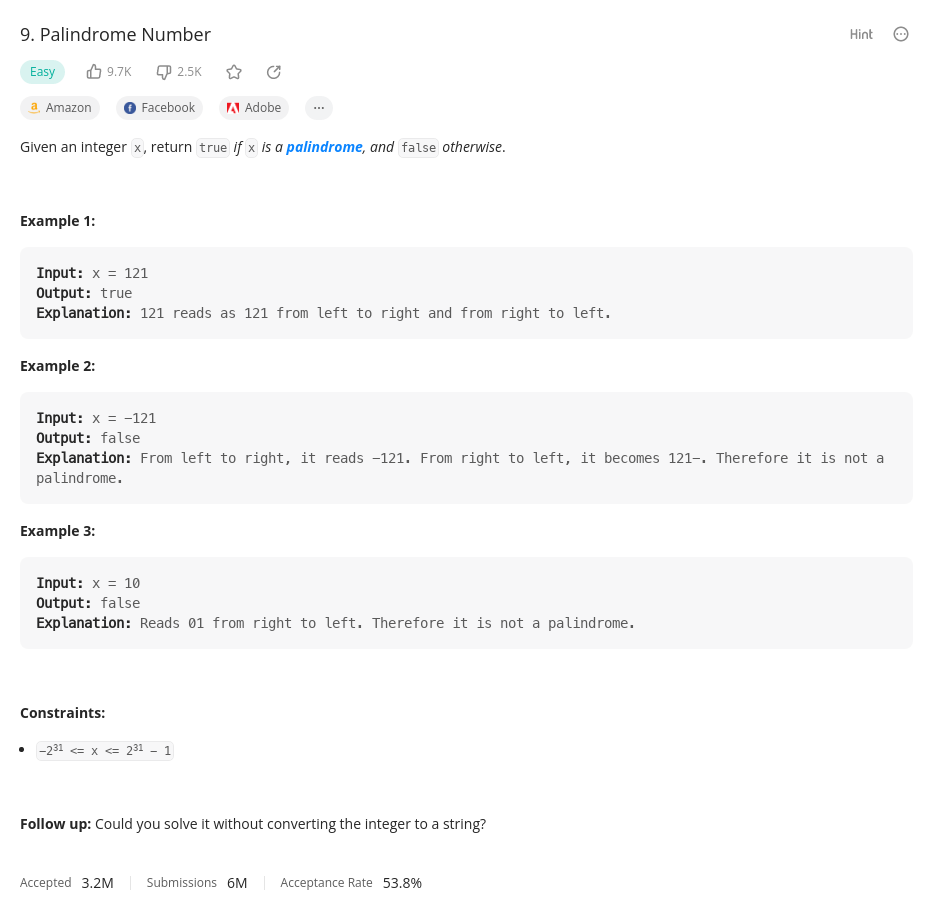 9. Palindrome Number
Hint
Easy 9.7K 2.5K
Amazon Facebook Adobe ...
Given an integer x, return true if x is a palindrome, and false otherwise.
Example 1:
Input: x = 121
Output: true
Explanation: 121 reads as 121 from left to right and from right to left.
Example 2:
Input: x = −121
Output: false
Explanation: From left to right, it reads −121. From right to left, it becomes 121−. Therefore it is not a
palindrome.
Example 3:
Input: x = 10
Output: false
Explanation: Reads 01 from right to left. Therefore it is not a palindrome.
Constraints:
• −2³¹ <= x <= 2³¹ − 1
Follow up: Could you solve it without converting the integer to a string?
Accepted 3.2M Submissions 6M Acceptance Rate 53.8%